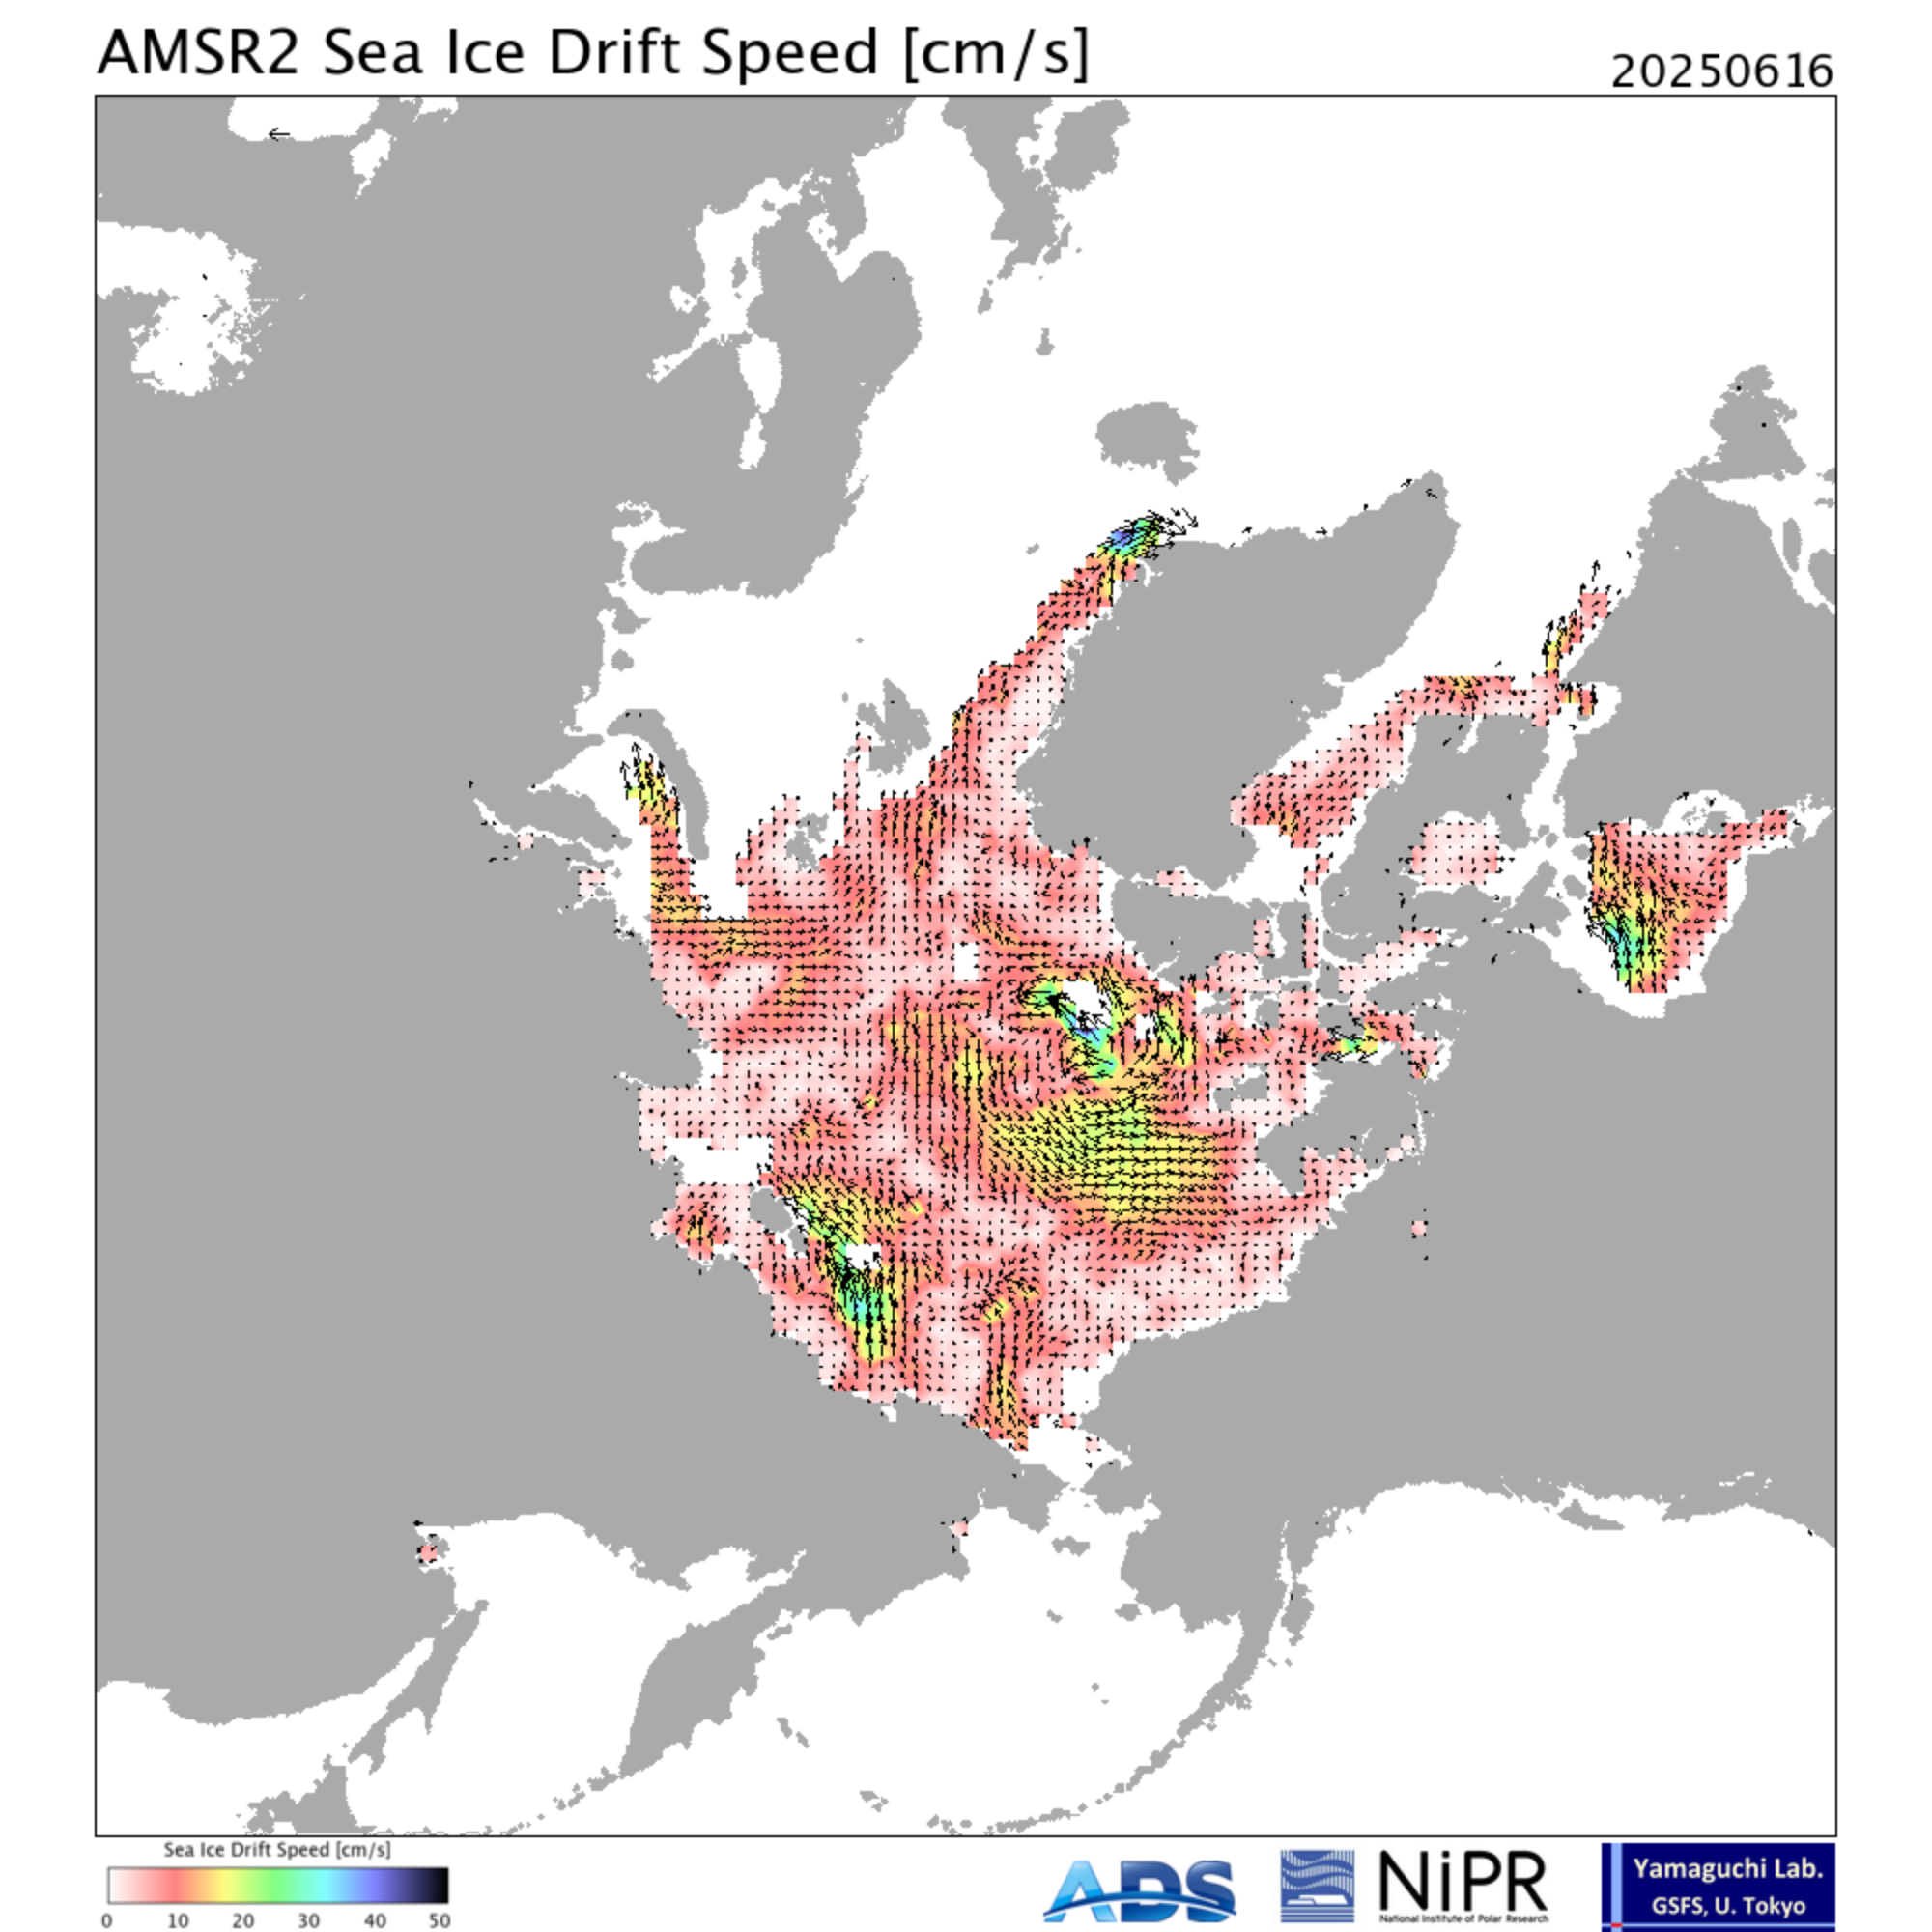 AMSR2 Sea Ice Drift Speed [cm/s]
20250616
Sea Ice Drift Speed [cm/s]
0 10 20 30 40 50
ADS
NiPR
National Institute of Polar Research
Yamaguchi Lab.
GSFS, U. Tokyo